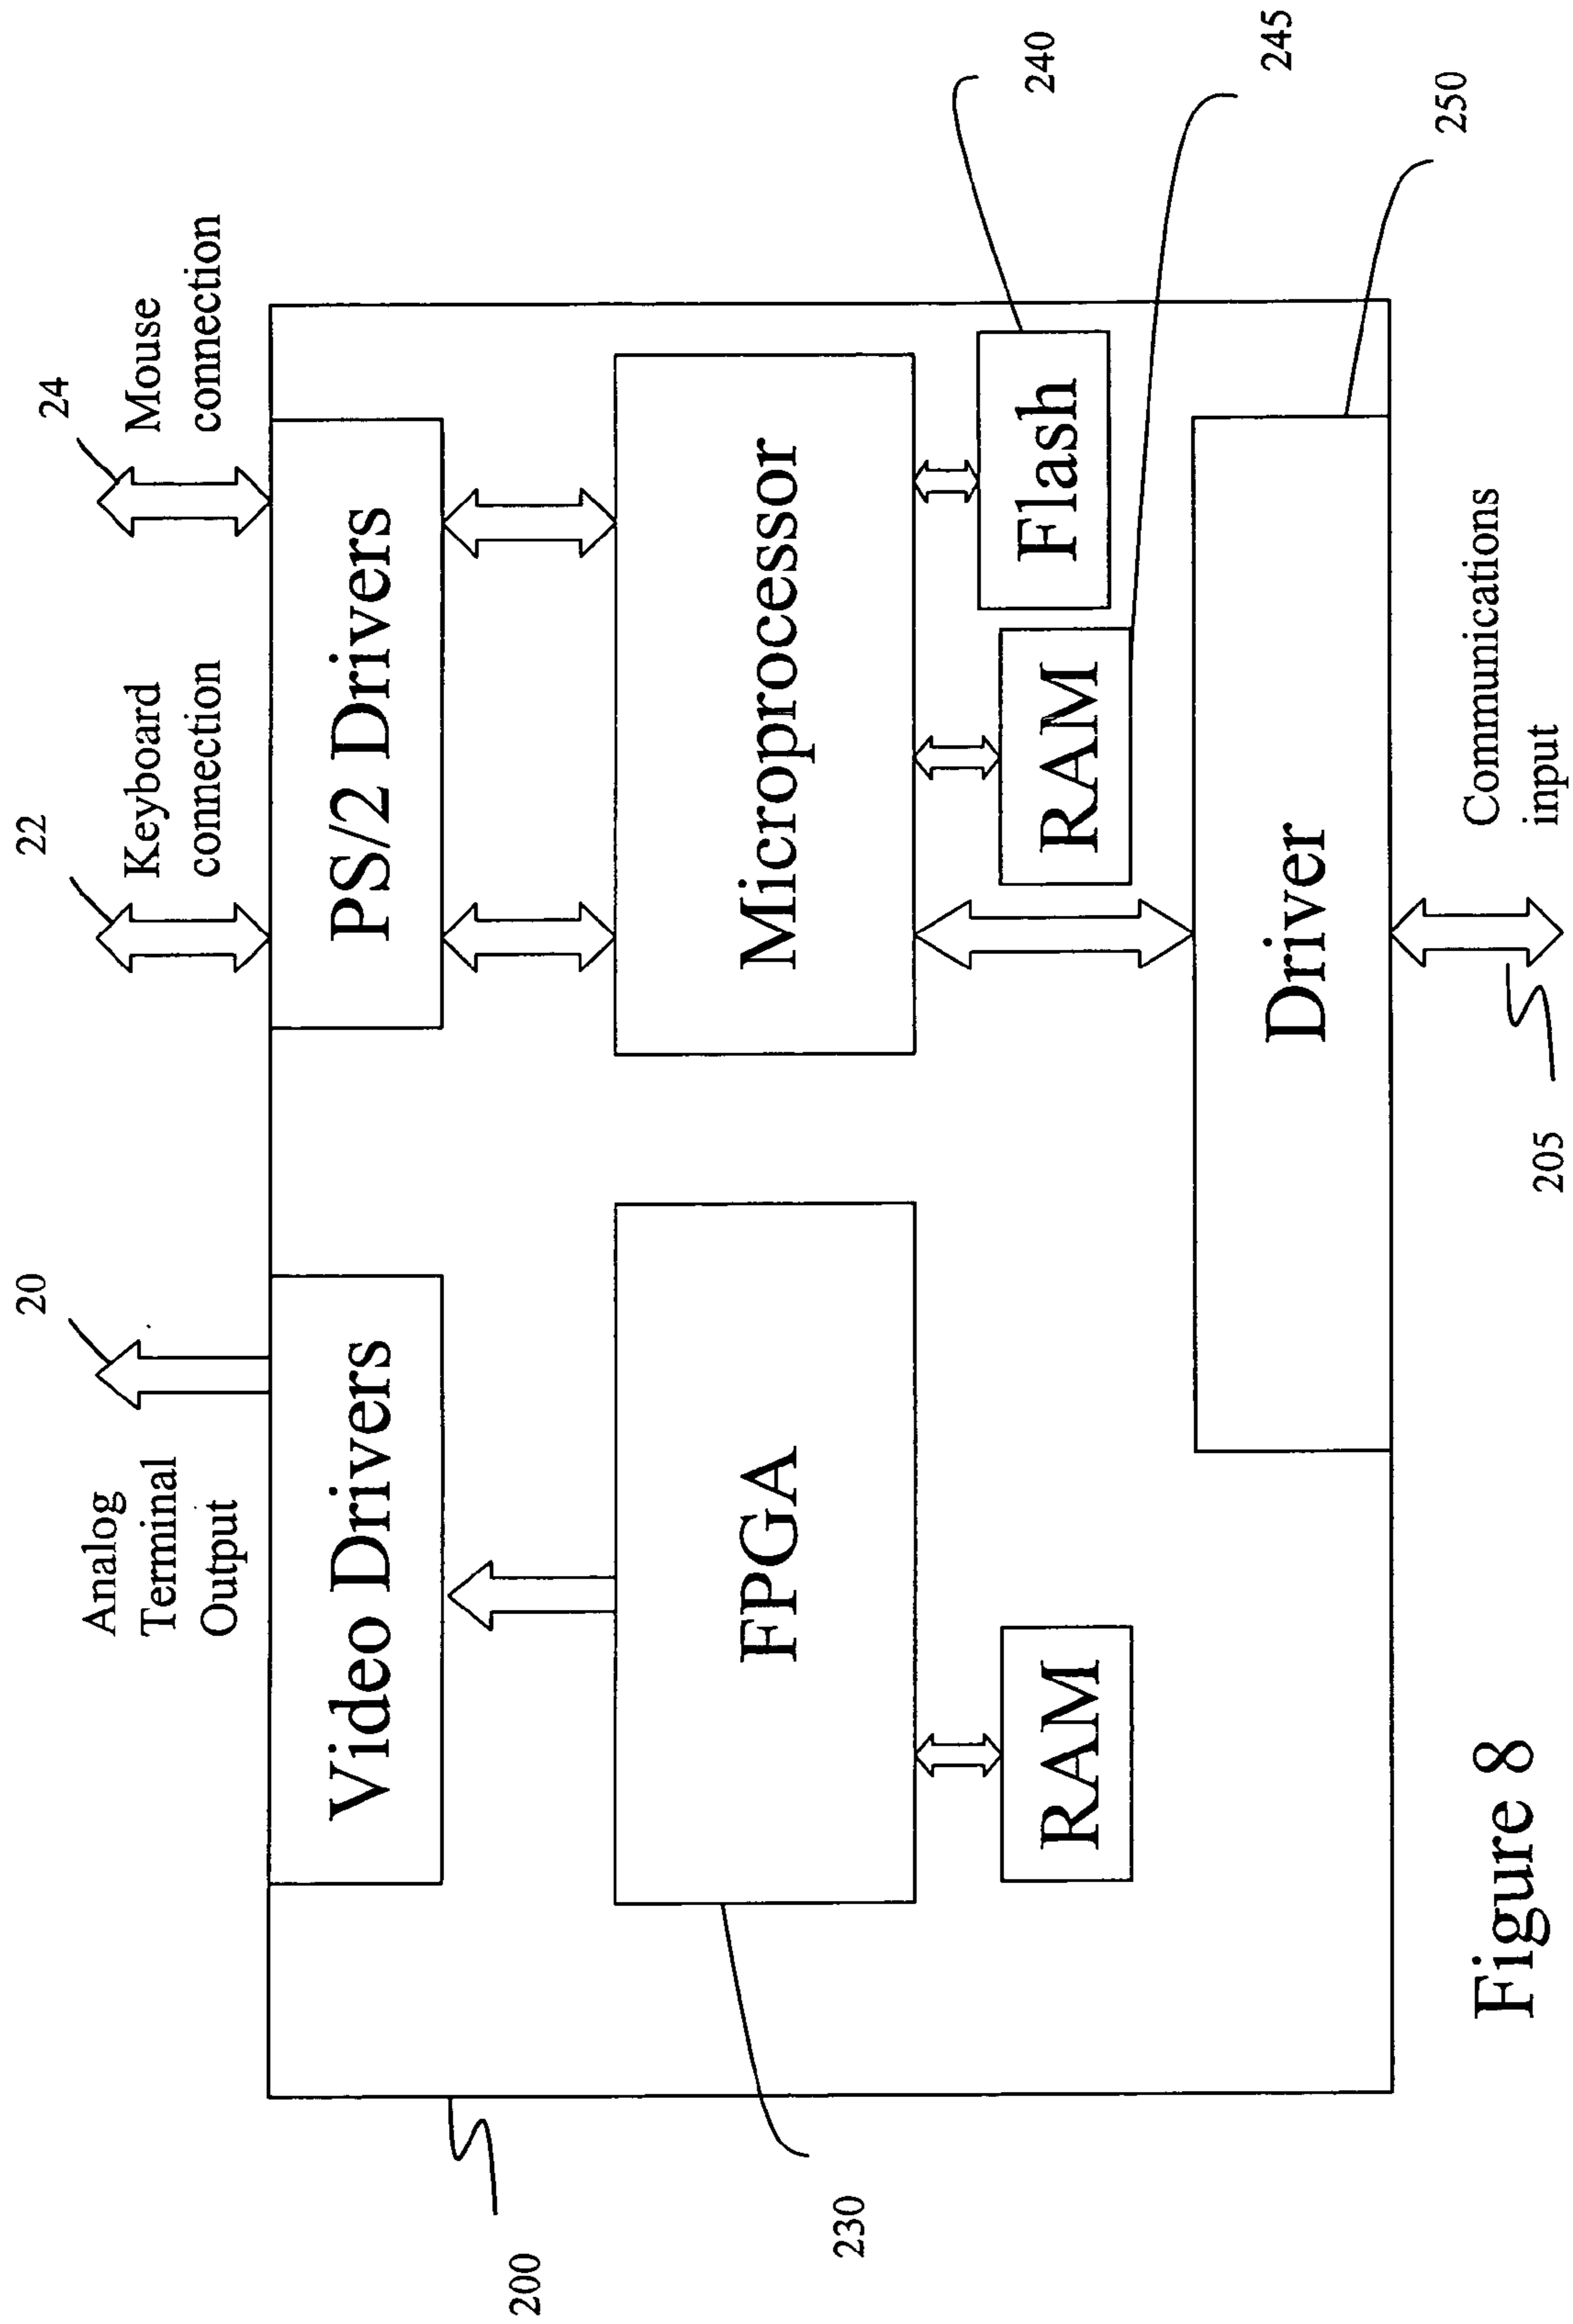 20
22
24
Analog
Terminal
Output
Keyboard
connection
Mouse
connection
Video Drivers
PS/2 Drivers
FPGA
Microprocessor
RAM
RAM
Flash
240
245
250
Driver
200
230
205
Communications
input
Figure 8